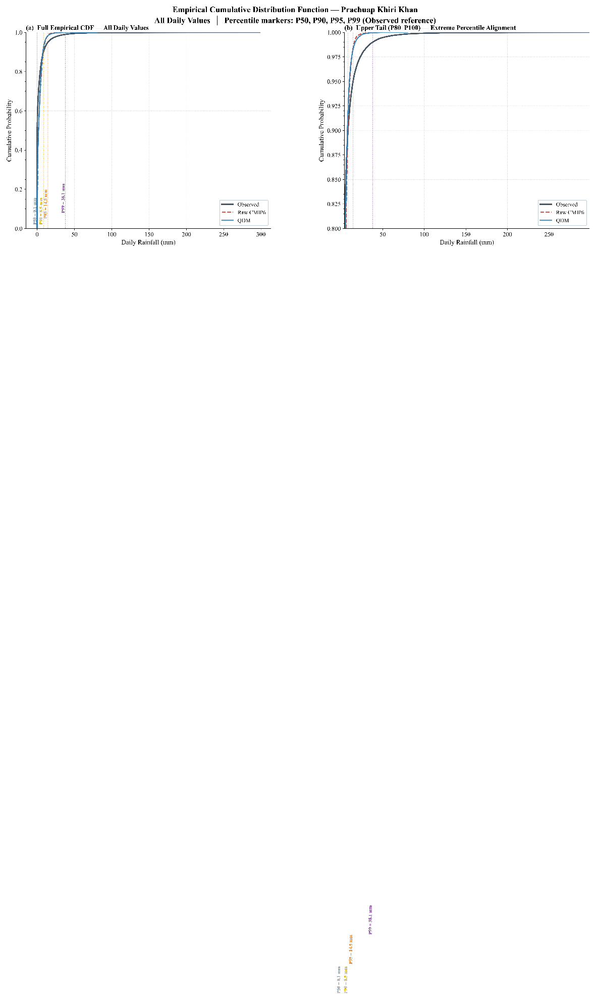 Empirical Cumulative Distribution Function — Prachuap Khiri Khan
All Daily Values | Percentile markers: P50, P90, P95, P99 (Observed reference)
(a) Full Empirical CDF — All Daily Values
1.0
0.8
0.6
0.4
0.2
0.0
Cumulative Probability
P50 = 0.1 mm
P90 = 8.5 mm
P95 = 14.5 mm
P99 = 38.1 mm
Observed
Raw CMIP6
QDM
0
50
100
150
200
250
300
Daily Rainfall (mm)
(b) Upper Tail (P80–P100) — Extreme Percentile Alignment
1.000
0.975
0.950
0.925
0.900
0.875
0.850
0.825
0.800
Cumulative Probability
Observed
Raw CMIP6
QDM
50
100
150
200
250
Daily Rainfall (mm)
P99 = 38.1 mm
P95 = 14.5 mm
P50 = 0.1 mm
P90 = 8.5 mm